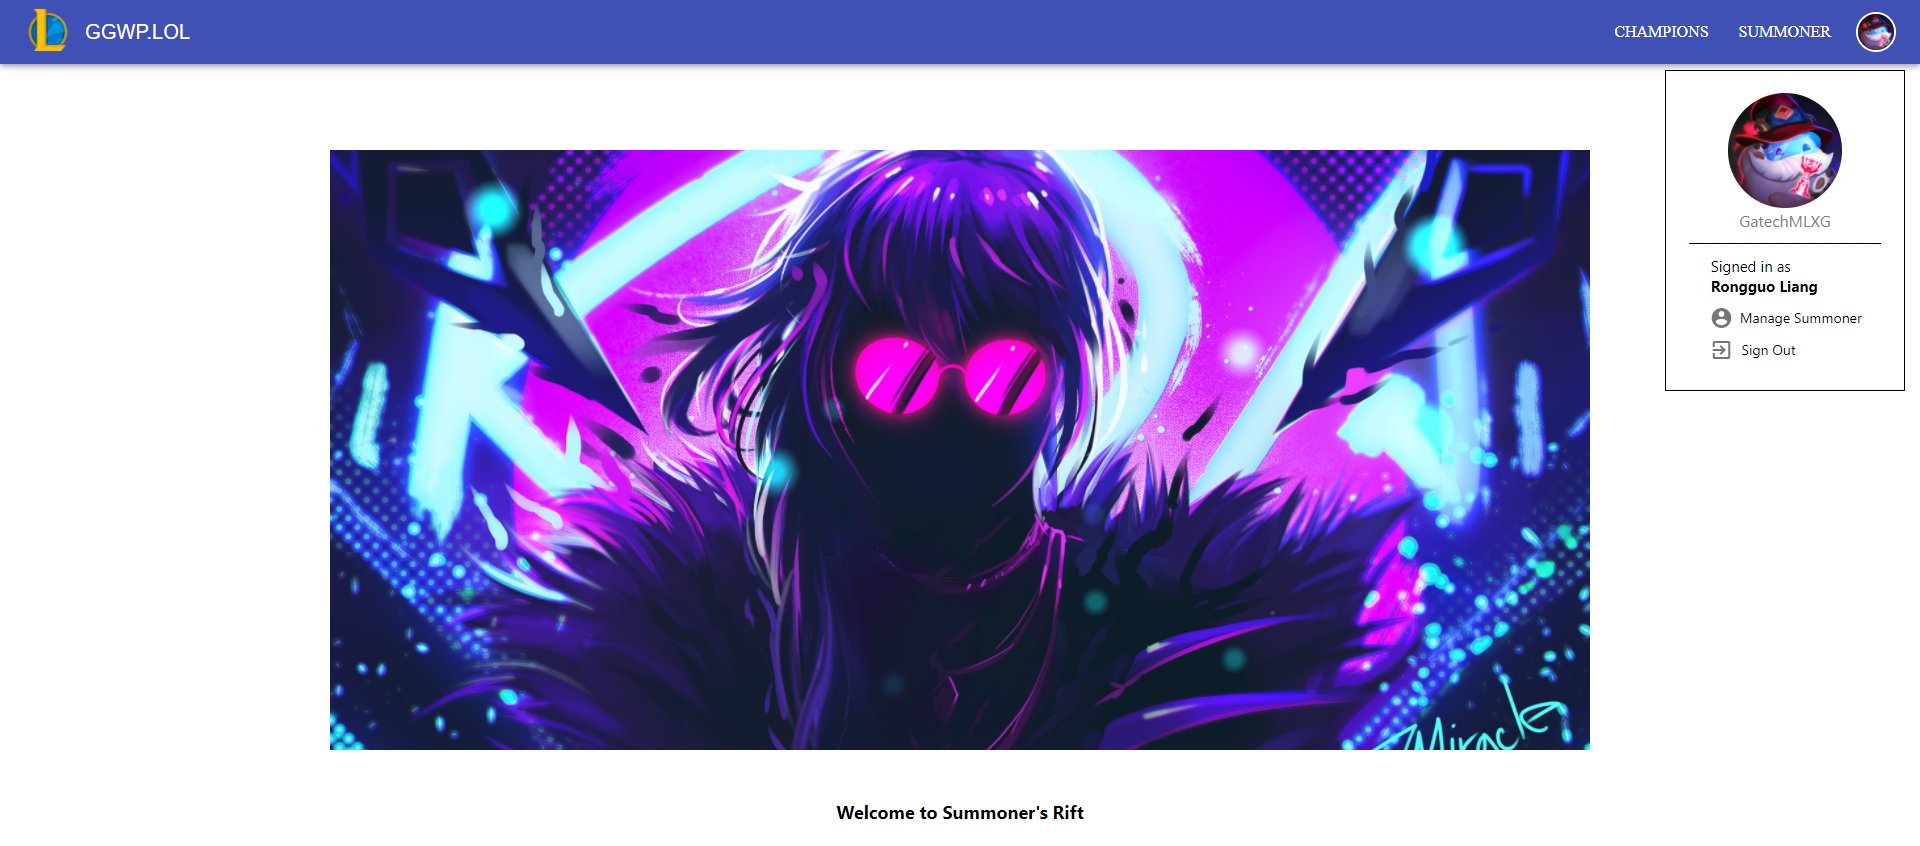 GGWP.LOL
CHAMPIONS
SUMMONER
GatechMLXG
Signed in as
Rongguo Liang
Manage Summoner
Sign Out
Miracle
Welcome to Summoner's Rift